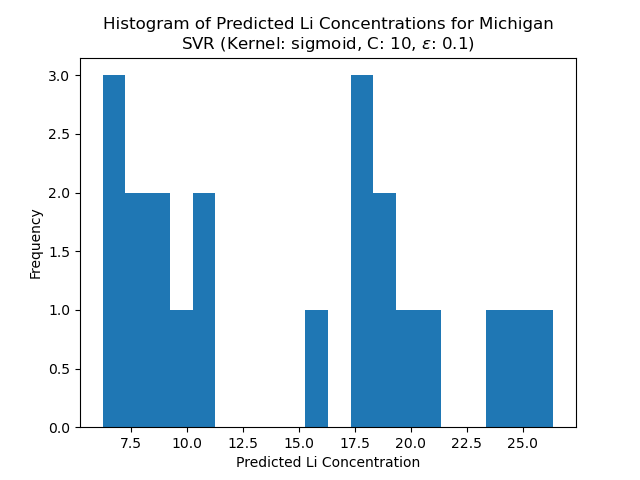 Histogram of Predicted Li Concentrations for Michigan
SVR (Kernel: sigmoid, C: 10, ε: 0.1)
3.0
2.5
2.0
1.5
1.0
0.5
0.0
Frequency
7.5 10.0 12.5 15.0 17.5 20.0 22.5 25.0
Predicted Li Concentration